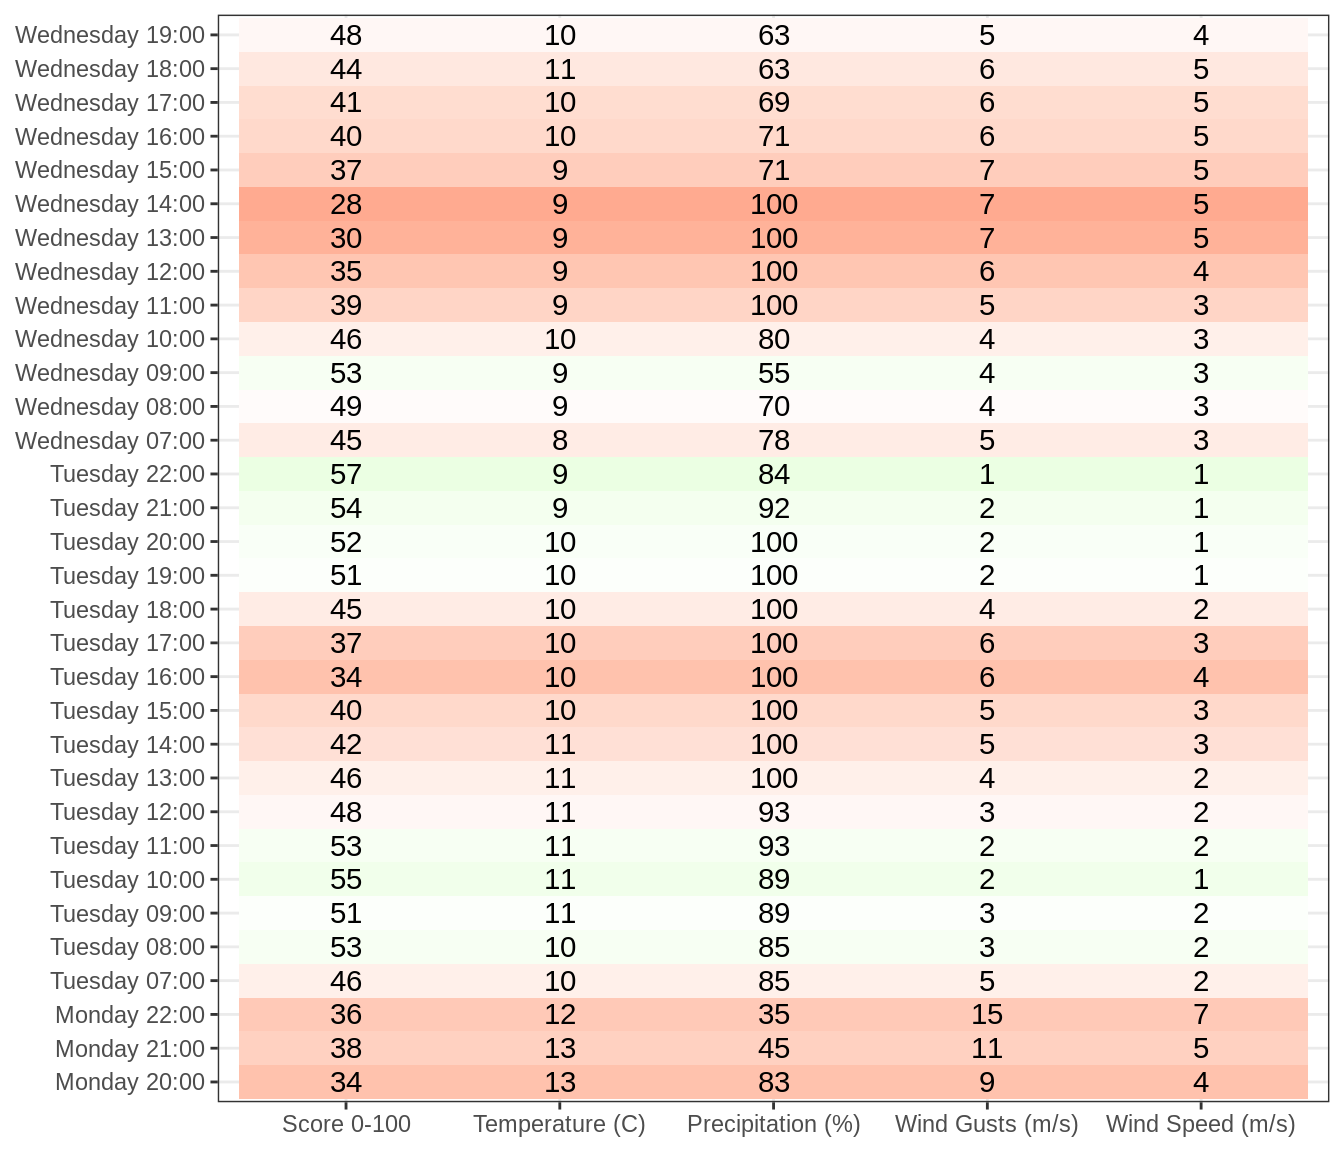 Wednesday 19:00 48 10 63 5 4
Wednesday 18:00 44 11 63 6 5
Wednesday 17:00 41 10 69 6 5
Wednesday 16:00 40 10 71 6 5
Wednesday 15:00 37 9 71 7 5
Wednesday 14:00 28 9 100 7 5
Wednesday 13:00 30 9 100 7 5
Wednesday 12:00 35 9 100 6 4
Wednesday 11:00 39 9 100 5 3
Wednesday 10:00 46 10 80 4 3
Wednesday 09:00 53 9 55 4 3
Wednesday 08:00 49 9 70 4 3
Wednesday 07:00 45 8 78 5 3
Tuesday 22:00 57 9 84 1 1
Tuesday 21:00 54 9 92 2 1
Tuesday 20:00 52 10 100 2 1
Tuesday 19:00 51 10 100 2 1
Tuesday 18:00 45 10 100 4 2
Tuesday 17:00 37 10 100 6 3
Tuesday 16:00 34 10 100 6 4
Tuesday 15:00 40 10 100 5 3
Tuesday 14:00 42 11 100 5 3
Tuesday 13:00 46 11 100 4 2
Tuesday 12:00 48 11 93 3 2
Tuesday 11:00 53 11 93 2 2
Tuesday 10:00 55 11 89 2 1
Tuesday 09:00 51 11 89 3 2
Tuesday 08:00 53 10 85 3 2
Tuesday 07:00 46 10 85 5 2
Monday 22:00 36 12 35 15 7
Monday 21:00 38 13 45 11 5
Monday 20:00 34 13 83 9 4
Score 0-100 Temperature (C) Precipitation (%) Wind Gusts (m/s) Wind Speed (m/s)